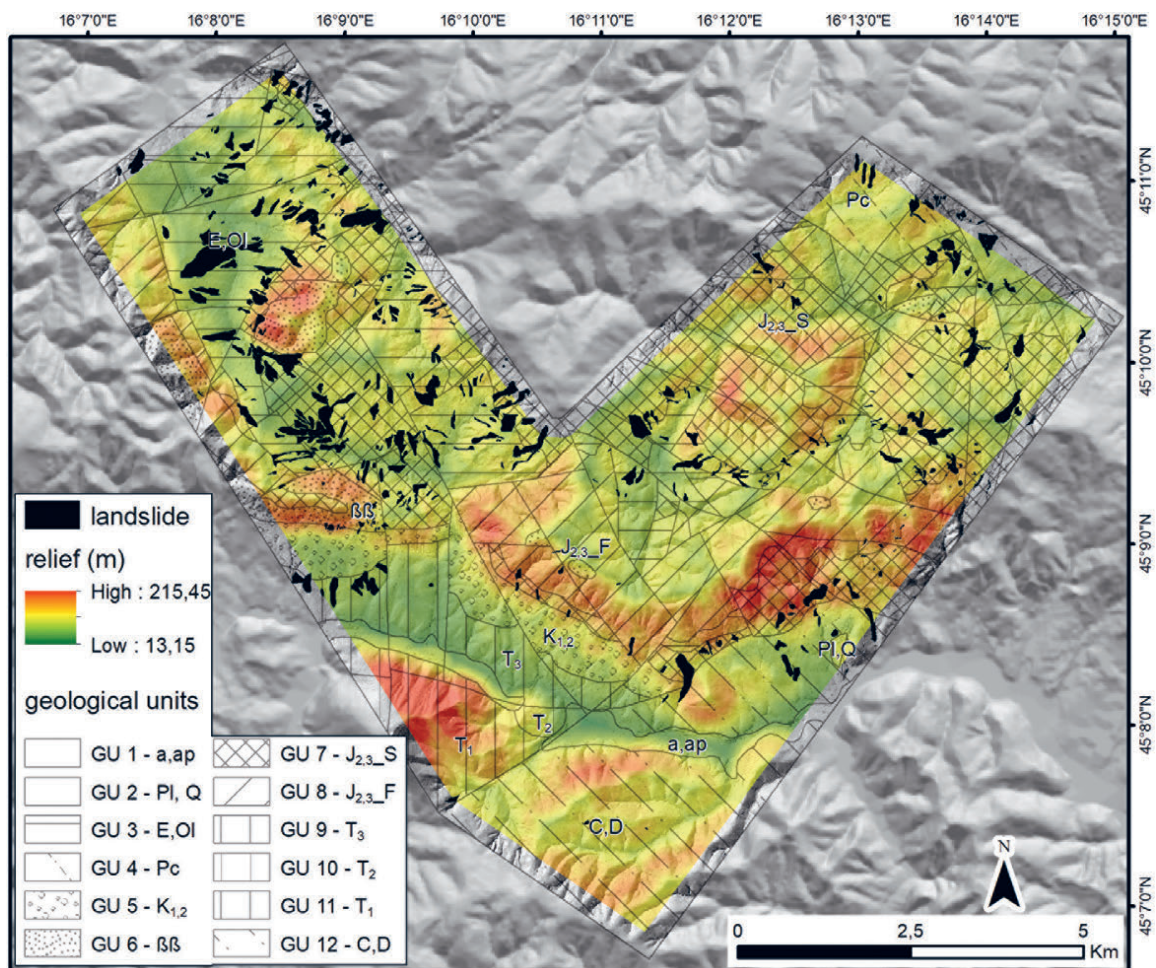 16°7'0"E 16°8'0"E 16°9'0"E 16°10'0"E 16°11'0"E 16°12'0"E 16°13'0"E 16°14'0"E 16°15'0"E
45°11'0"N
Pc
E,Ol
J2,3_S
45°10'0"N
ßß
45°9'0"N
J2,3_F
K1,2
Pl,Q
T3
45°8'0"N
T2
a,ap
T1
C,D
45°7'0"N
landslide
relief (m)
High : 215,45
Low : 13,15
geological units
GU 1 - a,ap
GU 2 - Pl, Q
GU 3 - E,Ol
GU 4 - Pc
GU 5 - K1,2
GU 6 - ßß
GU 7 - J2,3_S
GU 8 - J2,3_F
GU 9 - T3
GU 10 - T2
GU 11 - T1
GU 12 - C,D
N
0 2,5 5
Km